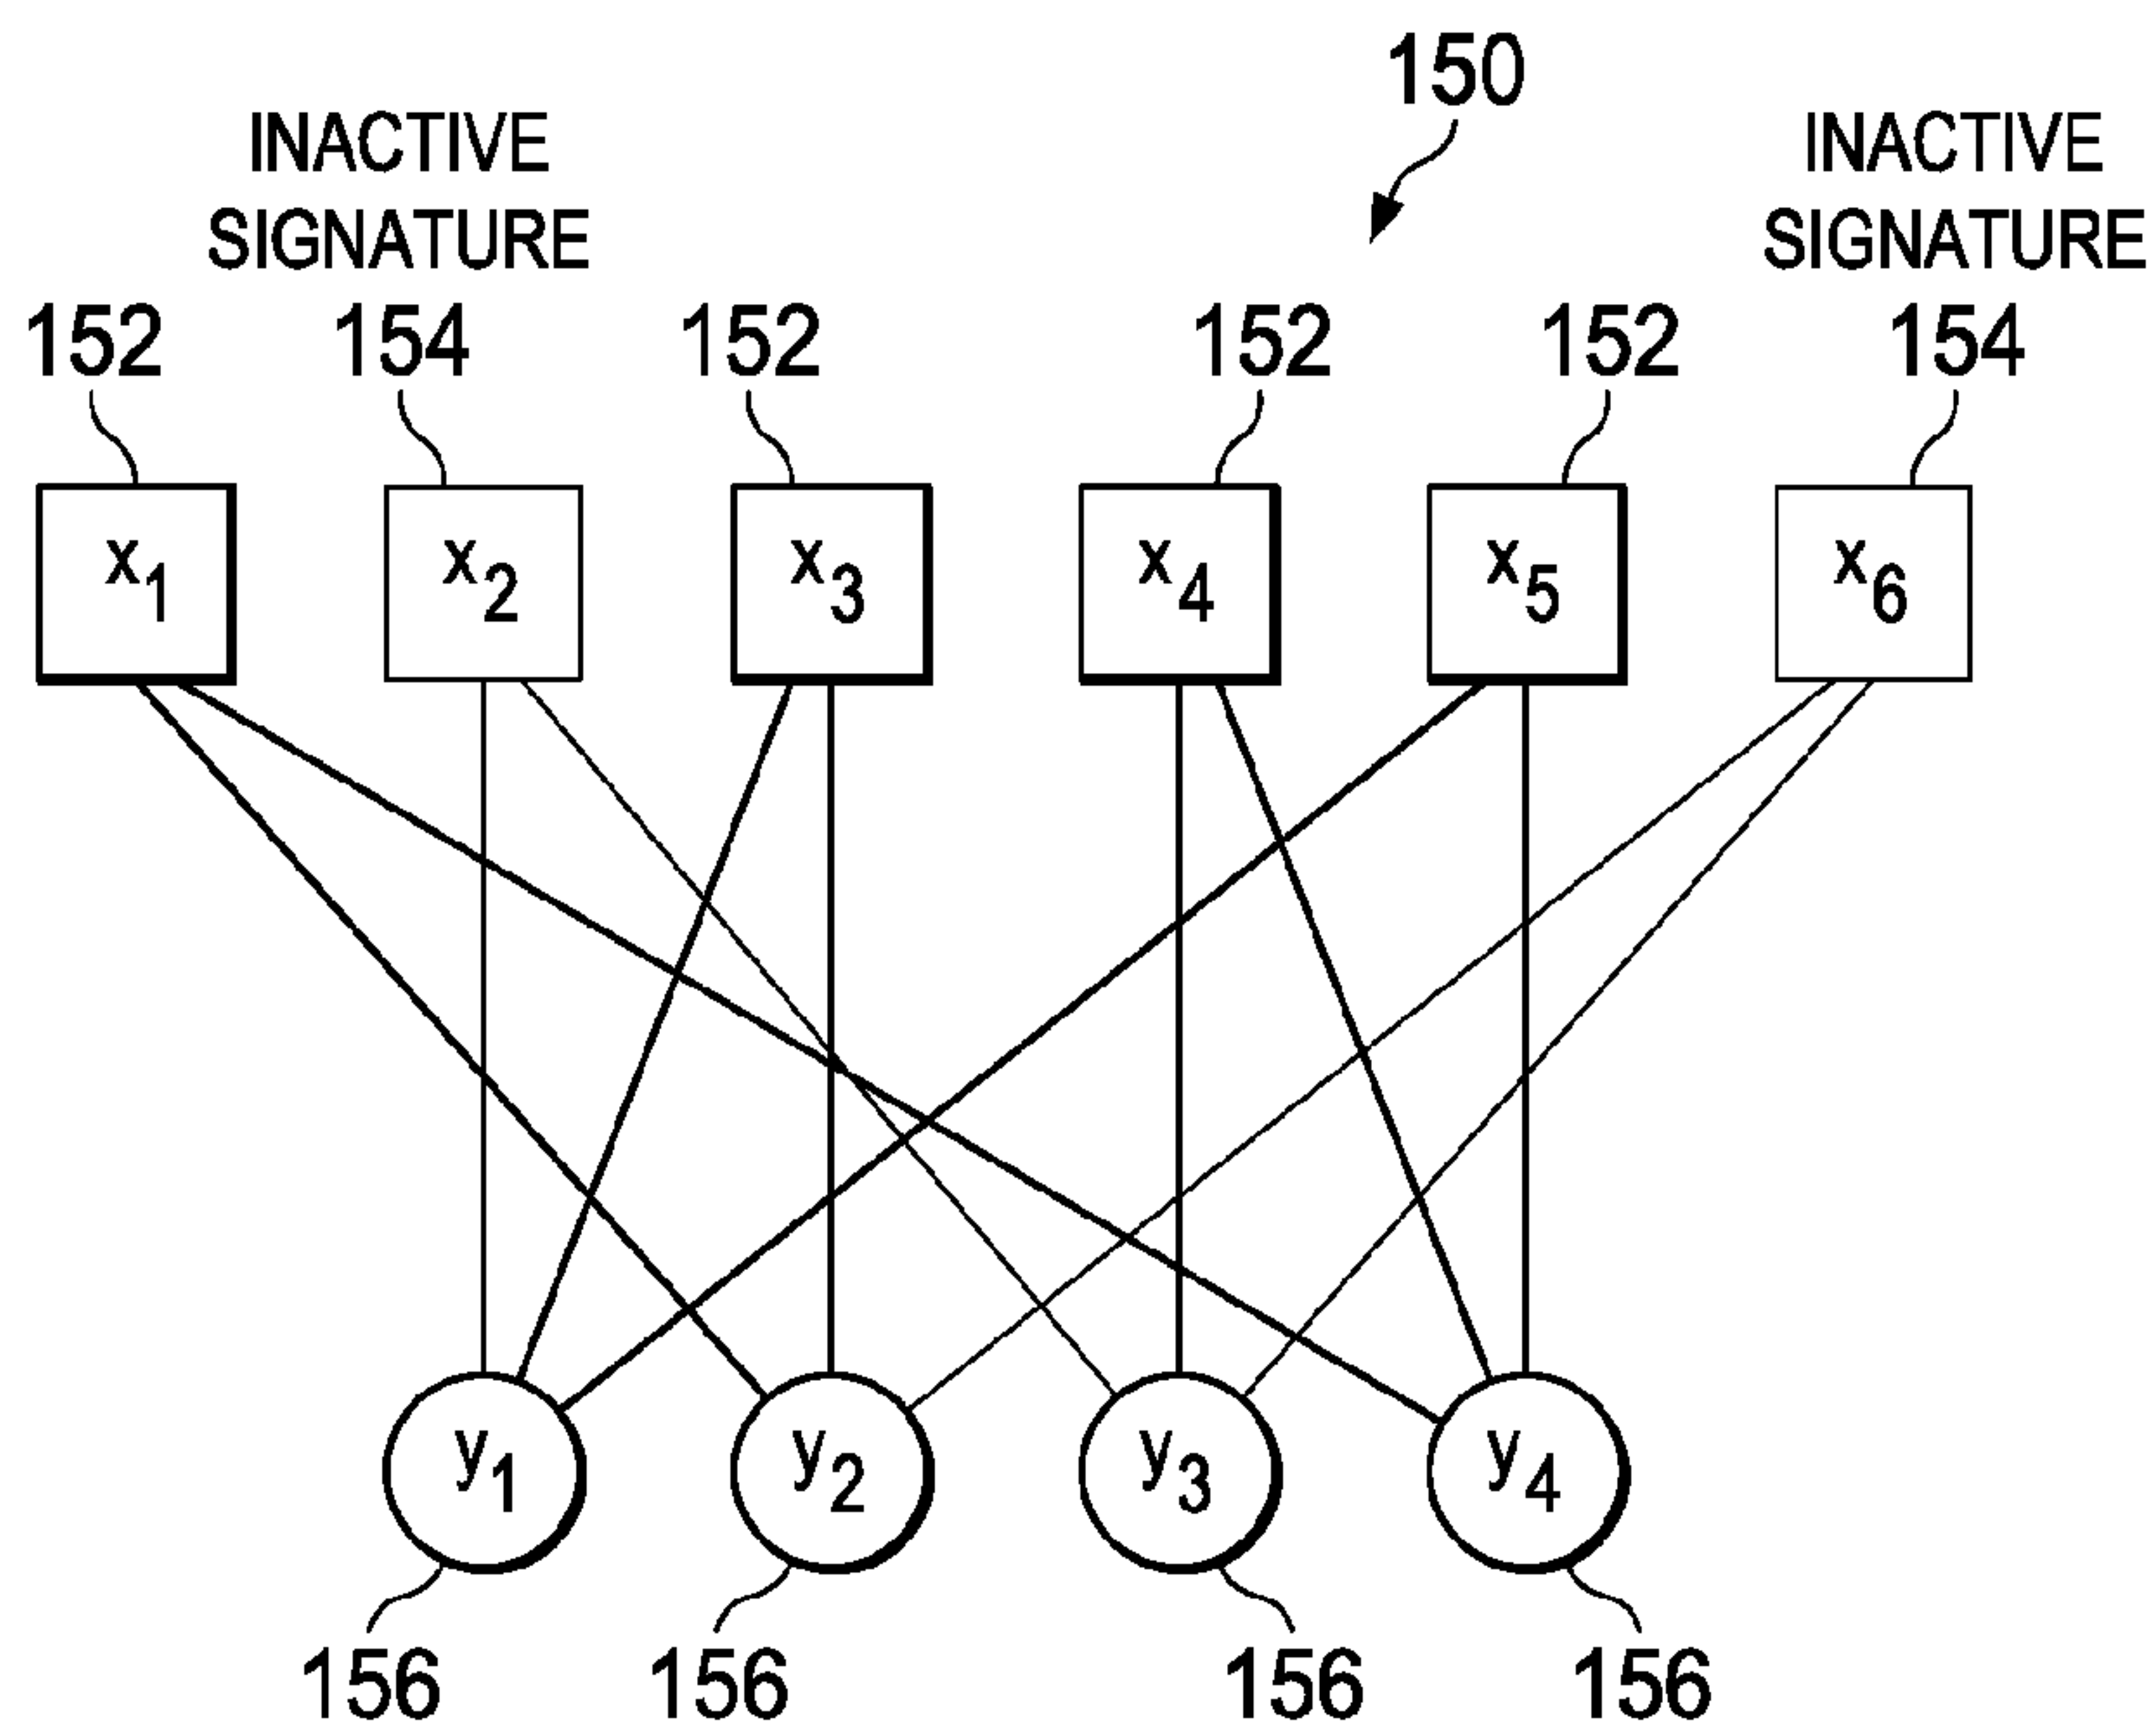 150
INACTIVE
SIGNATURE
INACTIVE
SIGNATURE
152 154 152 152 152 154
x1 x2 x3 x4 x5 x6
y1 y2 y3 y4
156 156 156 156